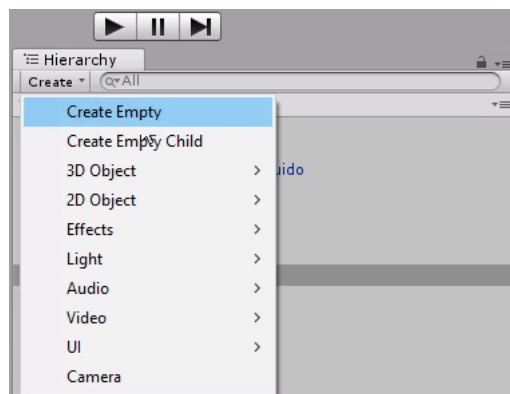 Hierarchy
Create All
Create Empty
Create Empty Child
3D Object
uido
2D Object
Effects
Light
Audio
Video
UI
Camera